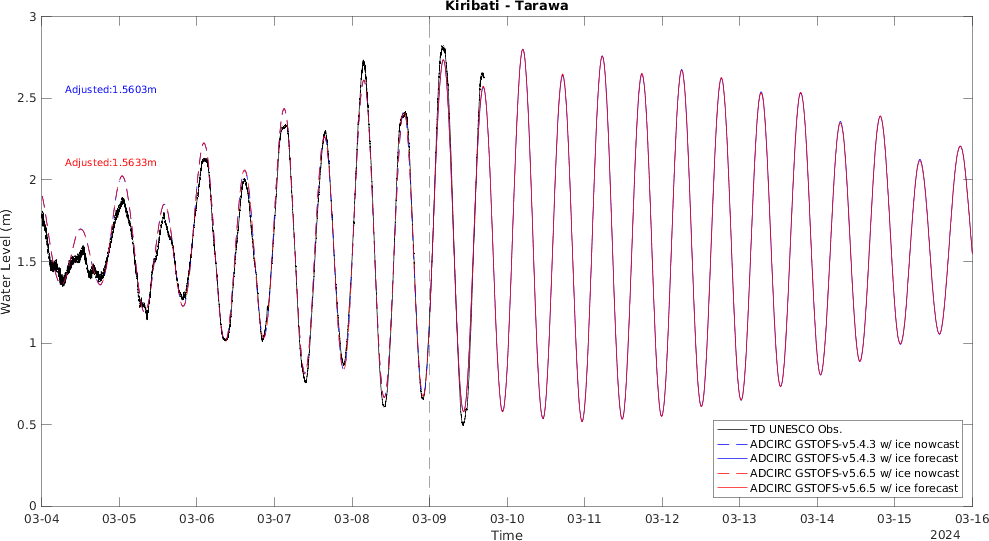 Kiribati - Tarawa
3
2.5
2
1.5
1
0.5
0
Water Level (m)
Adjusted:1.5603m
Adjusted:1.5633m
TD UNESCO Obs.
ADCIRC GSTOFS-v5.4.3 w/ ice nowcast
ADCIRC GSTOFS-v5.4.3 w/ ice forecast
ADCIRC GSTOFS-v5.6.5 w/ ice nowcast
ADCIRC GSTOFS-v5.6.5 w/ ice forecast
03-04 03-05 03-06 03-07 03-08 03-09 03-10 03-11 03-12 03-13 03-14 03-15 03-16
Time
2024